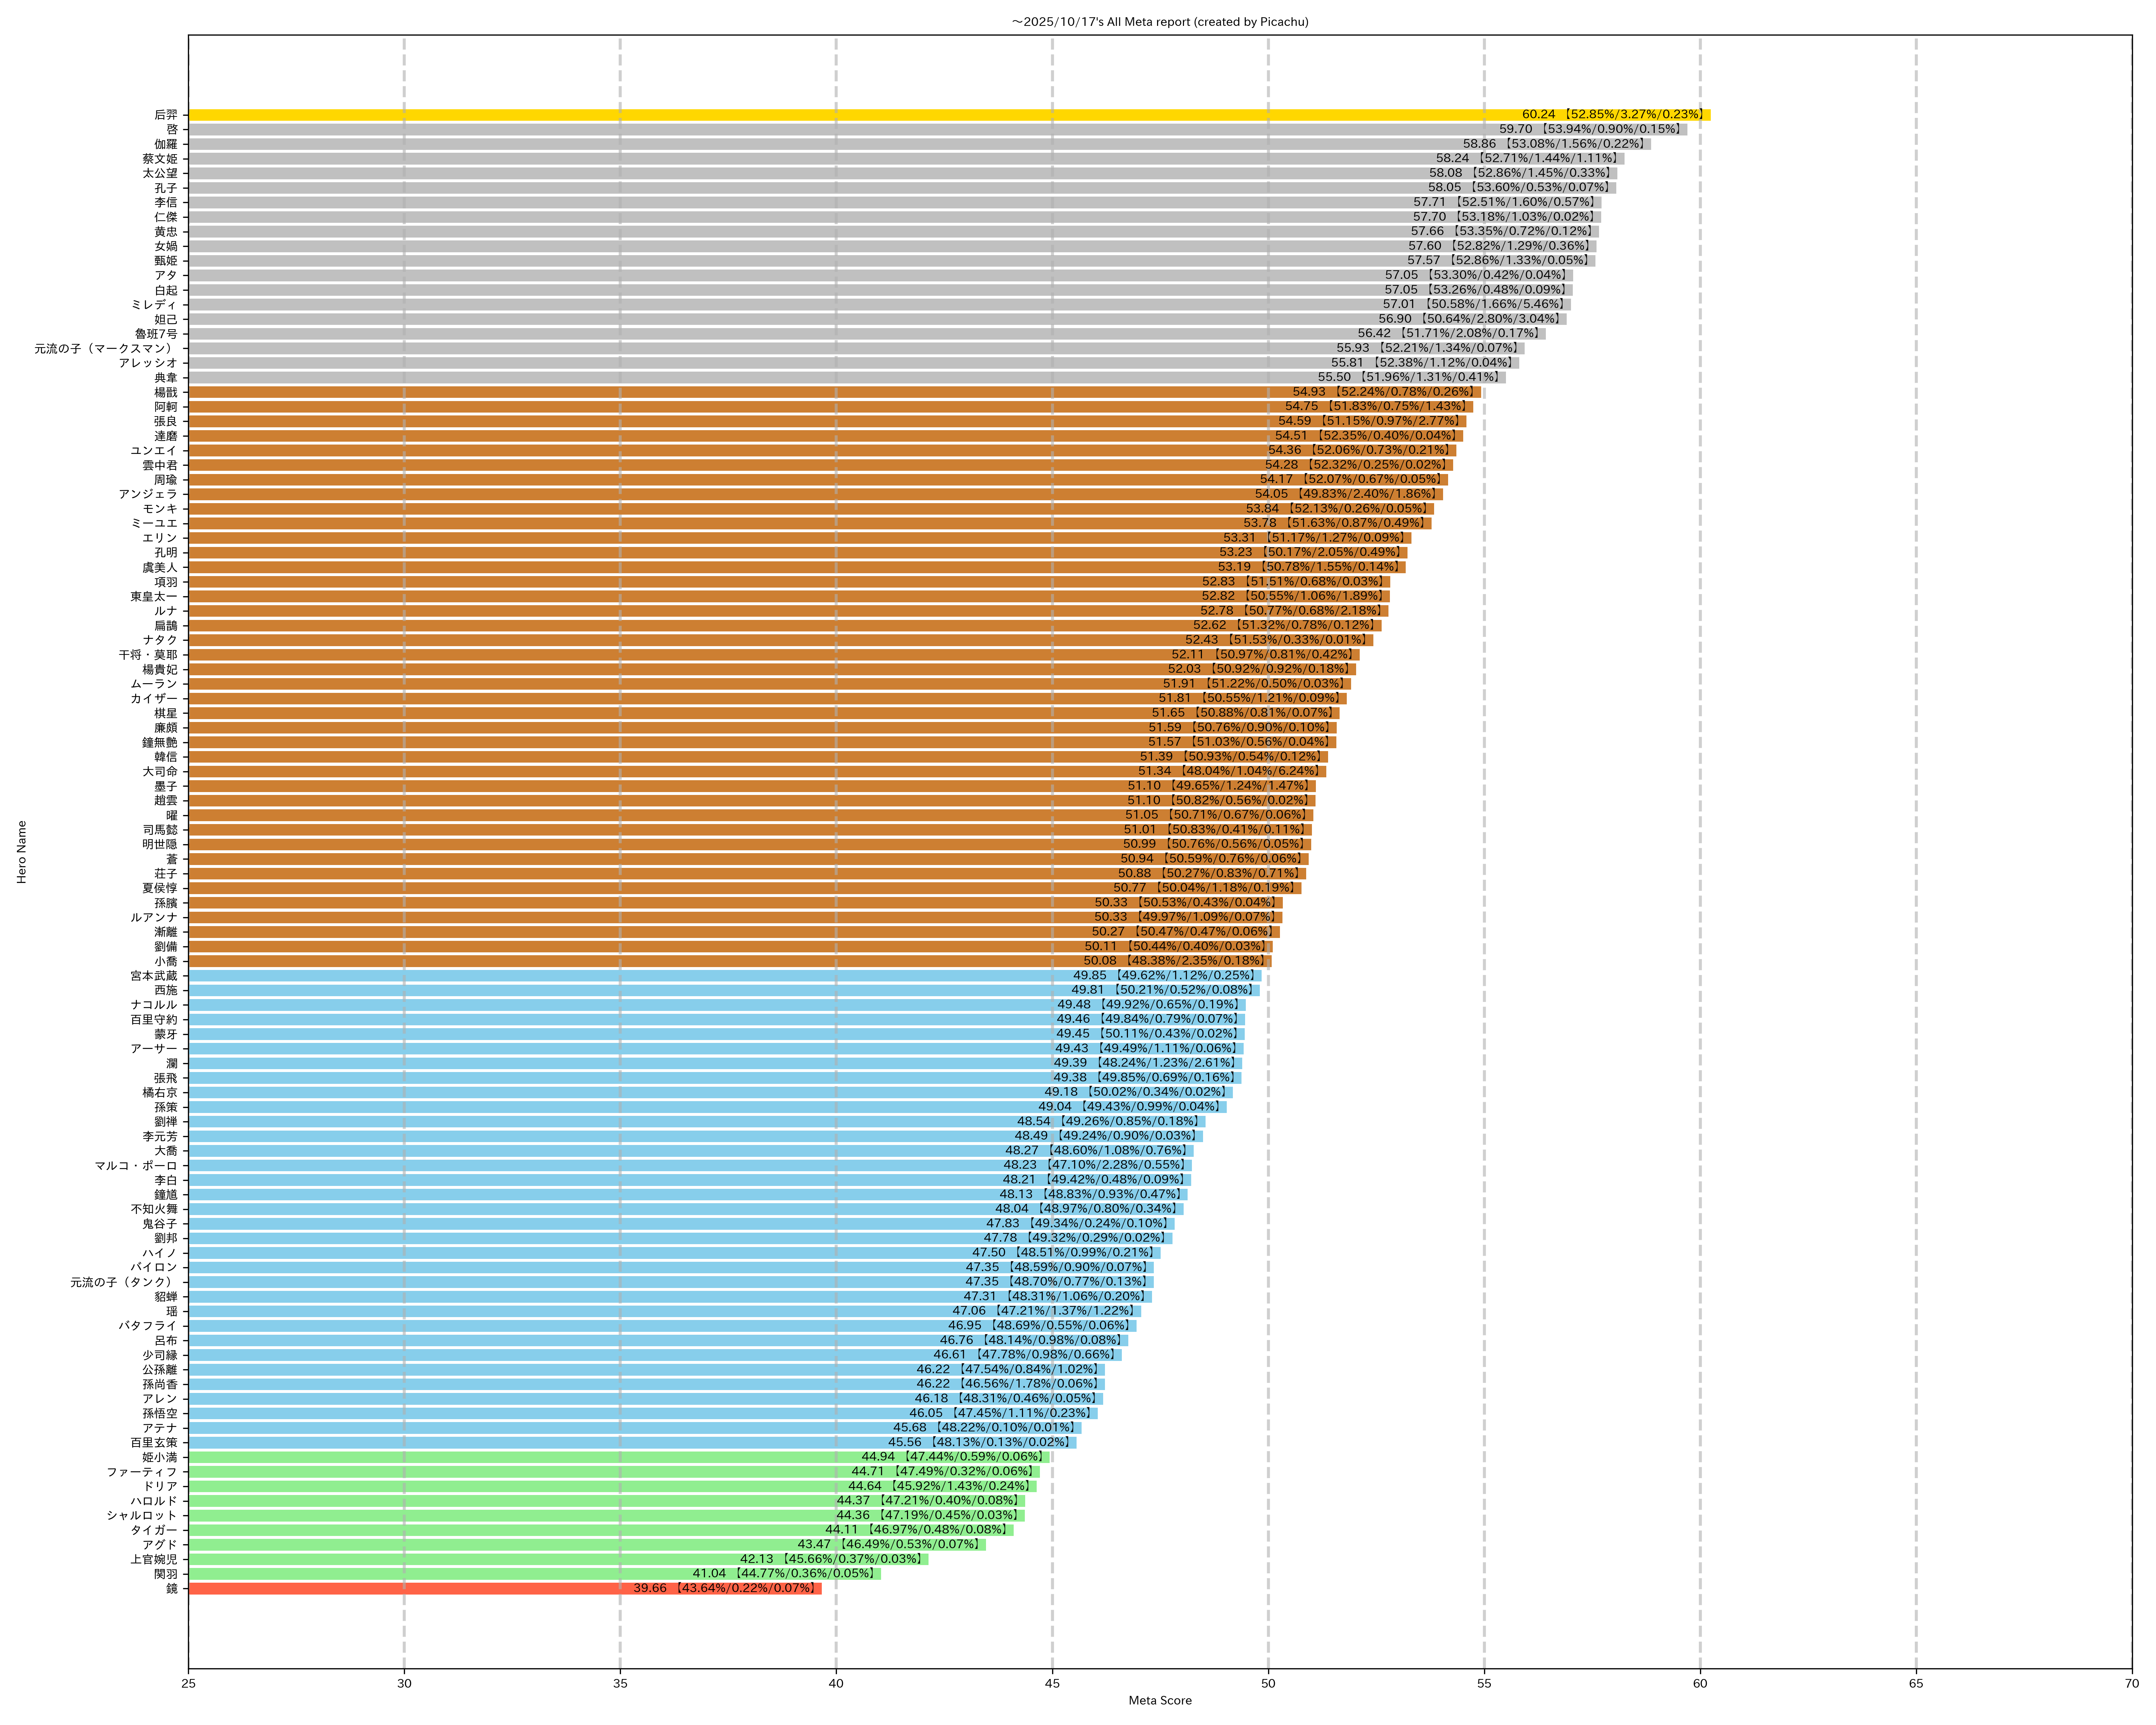 ～2025/10/17's All Meta report (created by Picachu)
Hero Name
后羿 60.24 【52.85%/3.27%/0.23%】
啓 59.70 【53.94%/0.90%/0.15%】
伽羅 58.86 【53.08%/1.56%/0.22%】
蔡文姫 58.24 【52.71%/1.44%/1.11%】
太公望 58.08 【52.86%/1.45%/0.33%】
孔子 58.05 【53.60%/0.53%/0.07%】
李信 57.71 【52.51%/1.60%/0.57%】
仁傑 57.70 【53.18%/1.03%/0.02%】
黄忠 57.66 【53.35%/0.72%/0.12%】
女媧 57.60 【52.82%/1.29%/0.36%】
甄姫 57.57 【52.86%/1.33%/0.05%】
アタ 57.05 【53.30%/0.42%/0.04%】
白起 57.05 【53.26%/0.48%/0.09%】
ミレディ 57.01 【50.58%/1.66%/5.46%】
妲己 56.90 【50.64%/2.80%/3.04%】
魯班7号 56.42 【51.71%/2.08%/0.17%】
元流の子（マークスマン） 55.93 【52.21%/1.34%/0.07%】
アレッシオ 55.81 【52.38%/1.12%/0.04%】
典韋 55.50 【51.96%/1.31%/0.41%】
楊戩 54.93 【52.24%/0.78%/0.26%】
阿軻 54.75 【51.83%/0.75%/1.43%】
張良 54.59 【51.15%/0.97%/2.77%】
達磨 54.51 【52.35%/0.40%/0.04%】
ユンエイ 54.36 【52.06%/0.73%/0.21%】
雲中君 54.28 【52.32%/0.25%/0.02%】
周瑜 54.17 【52.07%/0.67%/0.05%】
アンジェラ 54.05 【49.83%/2.40%/1.86%】
モンキ 53.84 【52.13%/0.26%/0.05%】
ミーユエ 53.78 【51.63%/0.87%/0.49%】
エリン 53.31 【51.17%/1.27%/0.09%】
孔明 53.23 【50.17%/2.05%/0.49%】
虞美人 53.19 【50.78%/1.55%/0.14%】
項羽 52.83 【51.51%/0.68%/0.03%】
東皇太一 52.82 【50.55%/1.06%/1.89%】
ルナ 52.78 【50.77%/0.68%/2.18%】
扁鵲 52.62 【51.32%/0.78%/0.12%】
ナタク 52.43 【51.53%/0.33%/0.01%】
干将・莫耶 52.11 【50.97%/0.81%/0.42%】
楊貴妃 52.03 【50.92%/0.92%/0.18%】
ムーラン 51.91 【51.22%/0.50%/0.03%】
カイザー 51.81 【50.55%/1.21%/0.09%】
棋星 51.65 【50.88%/0.81%/0.07%】
廉頗 51.59 【50.76%/0.90%/0.10%】
鐘無艶 51.57 【51.03%/0.56%/0.04%】
韓信 51.39 【50.93%/0.54%/0.12%】
大司命 51.34 【48.04%/1.04%/6.24%】
墨子 51.10 【49.65%/1.24%/1.47%】
趙雲 51.10 【50.82%/0.56%/0.02%】
曜 51.05 【50.71%/0.67%/0.06%】
司馬懿 51.01 【50.83%/0.41%/0.11%】
明世隠 50.99 【50.76%/0.56%/0.05%】
蒼 50.94 【50.59%/0.76%/0.06%】
荘子 50.88 【50.27%/0.83%/0.71%】
夏侯惇 50.77 【50.04%/1.18%/0.19%】
孫臏 50.33 【50.53%/0.43%/0.04%】
ルアンナ 50.33 【49.97%/1.09%/0.07%】
漸離 50.27 【50.47%/0.47%/0.06%】
劉備 50.11 【50.44%/0.40%/0.03%】
小喬 50.08 【48.38%/2.35%/0.18%】
宮本武蔵 49.85 【49.62%/1.12%/0.25%】
西施 49.81 【50.21%/0.52%/0.08%】
ナコルル 49.48 【49.92%/0.65%/0.19%】
百里守約 49.46 【49.84%/0.79%/0.07%】
蒙牙 49.45 【50.11%/0.43%/0.02%】
アーサー 49.43 【49.49%/1.11%/0.06%】
瀾 49.39 【48.24%/1.23%/2.61%】
張飛 49.38 【49.85%/0.69%/0.16%】
橘右京 49.18 【50.02%/0.34%/0.02%】
孫策 49.04 【49.43%/0.99%/0.04%】
劉禅 48.54 【49.26%/0.85%/0.18%】
李元芳 48.49 【49.24%/0.90%/0.03%】
大喬 48.27 【48.60%/1.08%/0.76%】
マルコ・ポーロ 48.23 【47.10%/2.28%/0.55%】
李白 48.21 【49.42%/0.48%/0.09%】
鐘馗 48.13 【48.83%/0.93%/0.47%】
不知火舞 48.04 【48.97%/0.80%/0.34%】
鬼谷子 47.83 【49.34%/0.24%/0.10%】
劉邦 47.78 【49.32%/0.29%/0.02%】
ハイノ 47.50 【48.51%/0.99%/0.21%】
バイロン 47.35 【48.59%/0.90%/0.07%】
元流の子（タンク） 47.35 【48.70%/0.77%/0.13%】
貂蝉 47.31 【48.31%/1.06%/0.20%】
瑶 47.06 【47.21%/1.37%/1.22%】
バタフライ 46.95 【48.69%/0.55%/0.06%】
呂布 46.76 【48.14%/0.98%/0.08%】
少司縁 46.61 【47.78%/0.98%/0.66%】
公孫離 46.22 【47.54%/0.84%/1.02%】
孫尚香 46.22 【46.56%/1.78%/0.06%】
アレン 46.18 【48.31%/0.46%/0.05%】
孫悟空 46.05 【47.45%/1.11%/0.23%】
アテナ 45.68 【48.22%/0.10%/0.01%】
百里玄策 45.56 【48.13%/0.13%/0.02%】
姫小満 44.94 【47.44%/0.59%/0.06%】
ファーティフ 44.71 【47.49%/0.32%/0.06%】
ドリア 44.64 【45.92%/1.43%/0.24%】
ハロルド 44.37 【47.21%/0.40%/0.08%】
シャルロット 44.36 【47.19%/0.45%/0.03%】
タイガー 44.11 【46.97%/0.48%/0.08%】
アグド 43.47 【46.49%/0.53%/0.07%】
上官婉児 42.13 【45.66%/0.37%/0.03%】
関羽 41.04 【44.77%/0.36%/0.05%】
鏡 39.66 【43.64%/0.22%/0.07%】
25 30 35 40 45 50 55 60 65 70
Meta Score